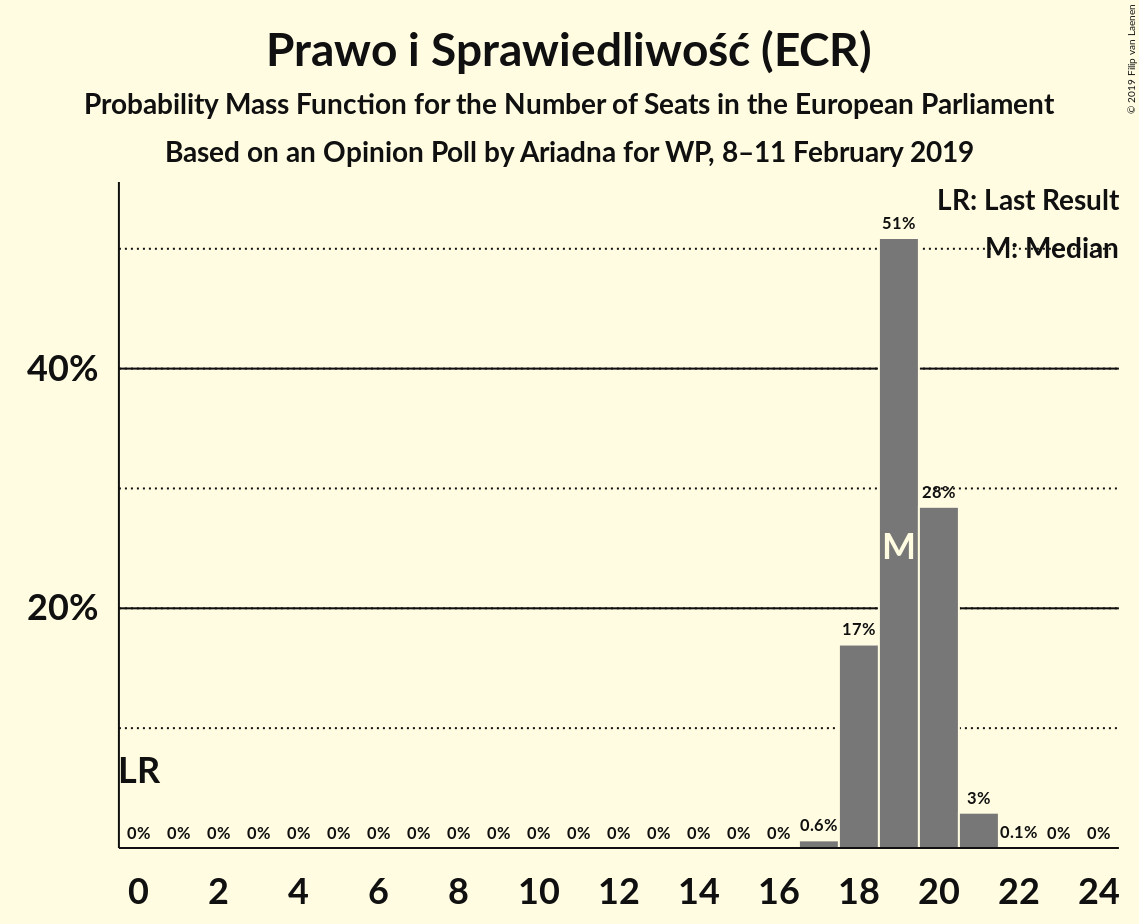 Prawo i Sprawiedliwość (ECR)
Probability Mass Function for the Number of Seats in the European Parliament
Based on an Opinion Poll by Ariadna for WP, 8–11 February 2019
© 2019 Filip van Laenen
LR: Last Result
M: Median
51%
40%
28%
M
20%
17%
LR
3%
0% 0% 0% 0% 0% 0% 0% 0% 0% 0% 0% 0% 0% 0% 0% 0% 0% 0.6% 0.1% 0% 0%
0 2 4 6 8 10 12 14 16 18 20 22 24